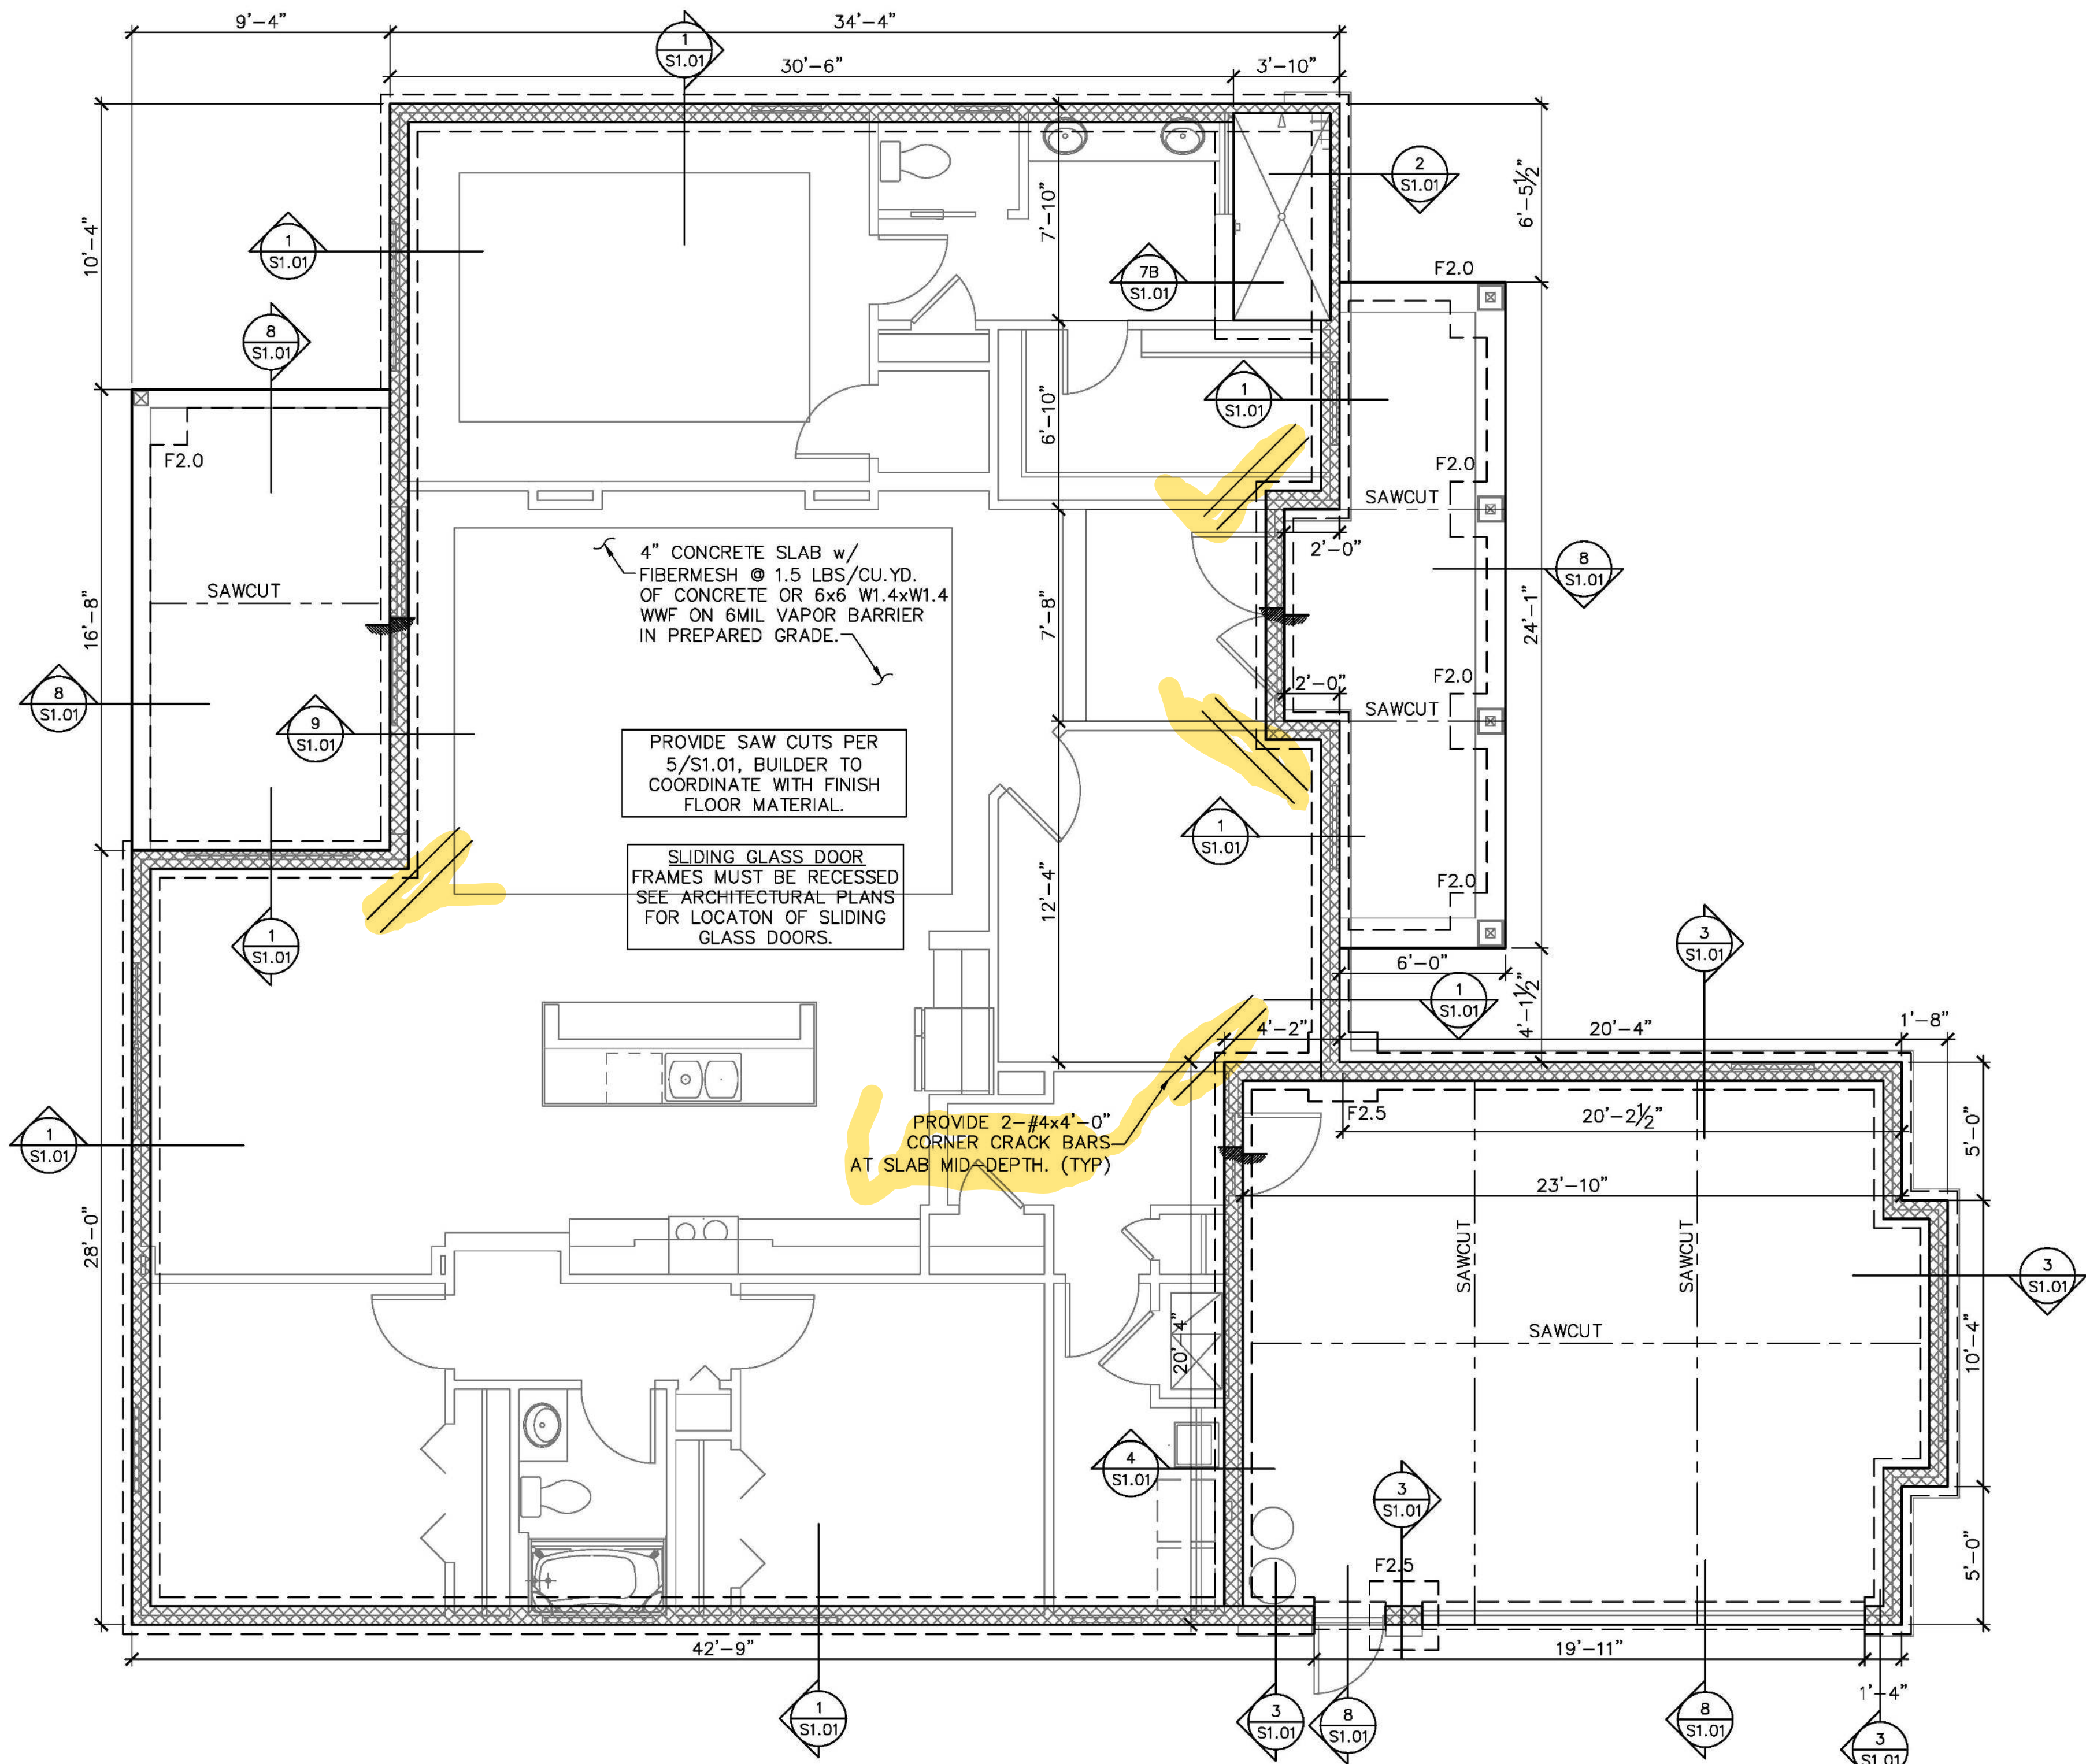 9'-4"
34'-4"
1
S1.01
30'-6"
3'-10"
10'-4"
7'-10"
2
S1.01
6'-5½"
1
S1.01
7B
S1.01
F2.0
8
S1.01
1
S1.01
6'-10"
F2.0
F2.0
SAWCUT
2'-0"
4" CONCRETE SLAB w/
FIBERMESH @ 1.5 LBS/CU.YD.
OF CONCRETE OR 6x6 W1.4xW1.4
WWF ON 6MIL VAPOR BARRIER
IN PREPARED GRADE.
8
S1.01
SAWCUT
16'-8"
7'-8"
24'-1"
8
S1.01
9
S1.01
2'-0"
F2.0
SAWCUT
PROVIDE SAW CUTS PER
5/S1.01, BUILDER TO
COORDINATE WITH FINISH
FLOOR MATERIAL.
1
S1.01
SLIDING GLASS DOOR
FRAMES MUST BE RECESSED
SEE ARCHITECTURAL PLANS
FOR LOCATON OF SLIDING
GLASS DOORS.
12'-4"
F2.0
1
S1.01
3
S1.01
6'-0"
1
S1.01
4'-1½"
4'-2"
20'-4"
1'-8"
PROVIDE 2-#4x4'-0"
CORNER CRACK BARS
AT SLAB MID-DEPTH. (TYP)
F2.5
20'-2½"
5'-0"
1
S1.01
23'-10"
28'-0"
SAWCUT
SAWCUT
3
S1.01
20'-4"
SAWCUT
10'-4"
4
S1.01
3
S1.01
F2.5
5'-0"
42'-9"
19'-11"
1'-4"
1
S1.01
3
S1.01
8
S1.01
8
S1.01
3
S1.01